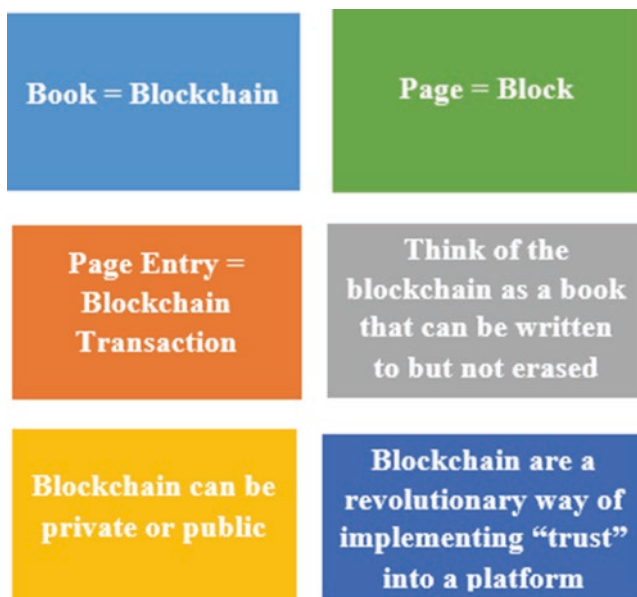 Book = Blockchain
Page = Block
Page Entry =
Blockchain
Transaction
Think of the
blockchain as a book
that can be written
to but not erased
Blockchain can be
private or public
Blockchain are a
revolutionary way of
implementing “trust”
into a platform